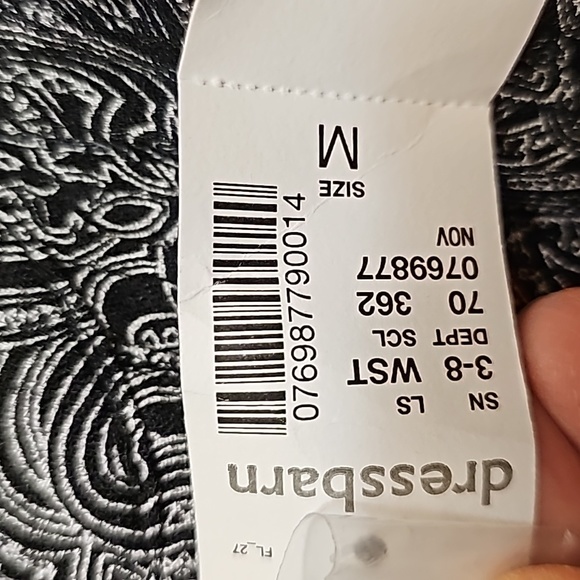 FL_27
dressbarn
SN LS
3-8 WST
DEPT SCL
70 362
0769877
NOV
SIZE
M
076987790014